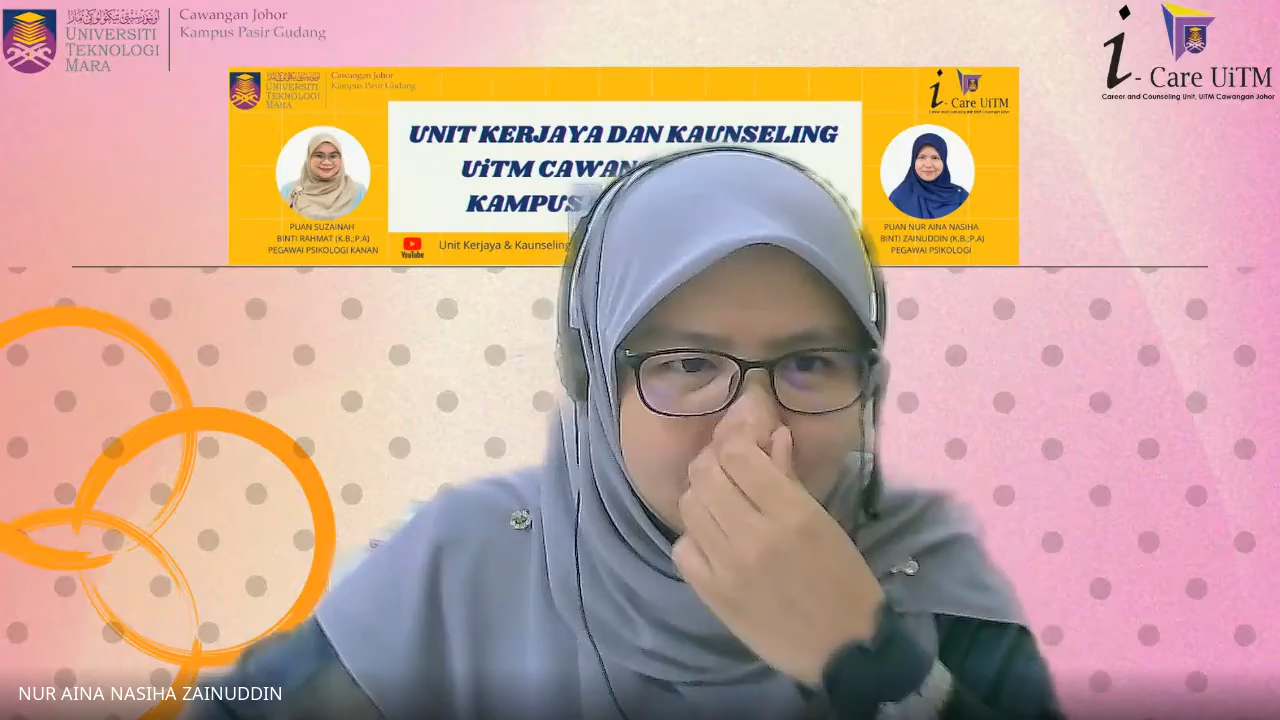 UNIVERSITI
TEKNOLOGI
MARA
Cawangan Johor
Kampus Pasir Gudang
i - Care UiTM
Career and Counseling Unit, UiTM Cawangan Johor
UNIVERSITI
TEKNOLOGI
MARA
Cawangan Johor
Kampus Pasir Gudang
i - Care UiTM
UNIT KERJAYA DAN KAUNSELING
UiTM CAWAN
KAMPUS
PUAN SUZAINAH
BINTI RAHMAT (K.B.;P.A)
PEGAWAI PSIKOLOGI KANAN
YouTube
Unit Kerjaya & Kaunseling
PUAN NUR AINA NASIHA
BINTI ZAINUDDIN (K,B;P.A)
PEGAWAI PSIKOLOGI
NUR AINA NASIHA ZAINUDDIN